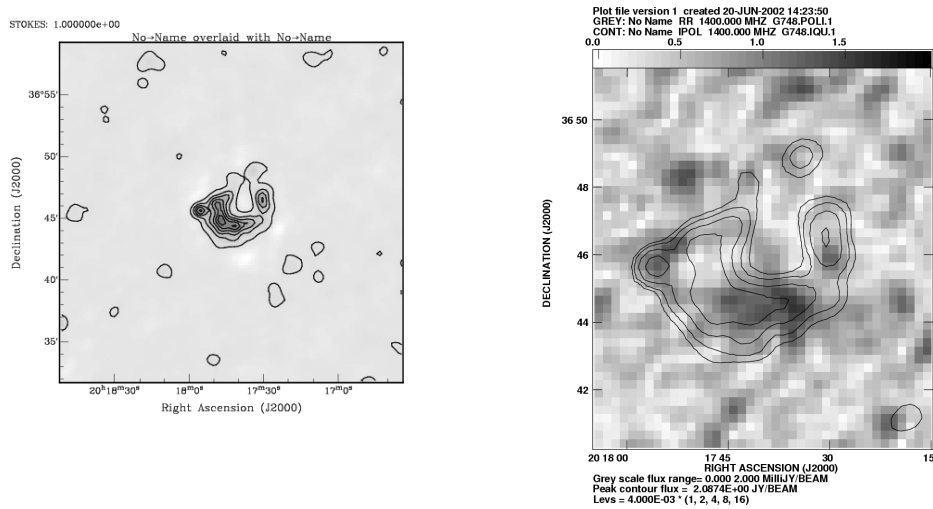 STOKES: 1.000000e+00
No→Name overlaid with No→Name
36°55'
50'
45'
40'
35'
Declination (J2000)
20ʰ18ᵐ30ˢ
18ᵐ0ˢ
17ᵐ30ˢ
17ᵐ0ˢ
Right Ascension (J2000)
Plot file version 1 created 20-JUN-2002 14:23:50
GREY: No Name RR 1400.000 MHZ G748.POLI.1
CONT: No Name IPOL 1400.000 MHZ G748.IQU.1
0.0 0.5 1.0 1.5
36 50
48
46
44
42
DECLINATION (J2000)
20 18 00 17 45 30 15
RIGHT ASCENSION (J2000)
Grey scale flux range= 0.000 2.000 MilliJY/BEAM
Peak contour flux = 2.0874E+00 JY/BEAM
Levs = 4.000E-03 * (1, 2, 4, 8, 16)